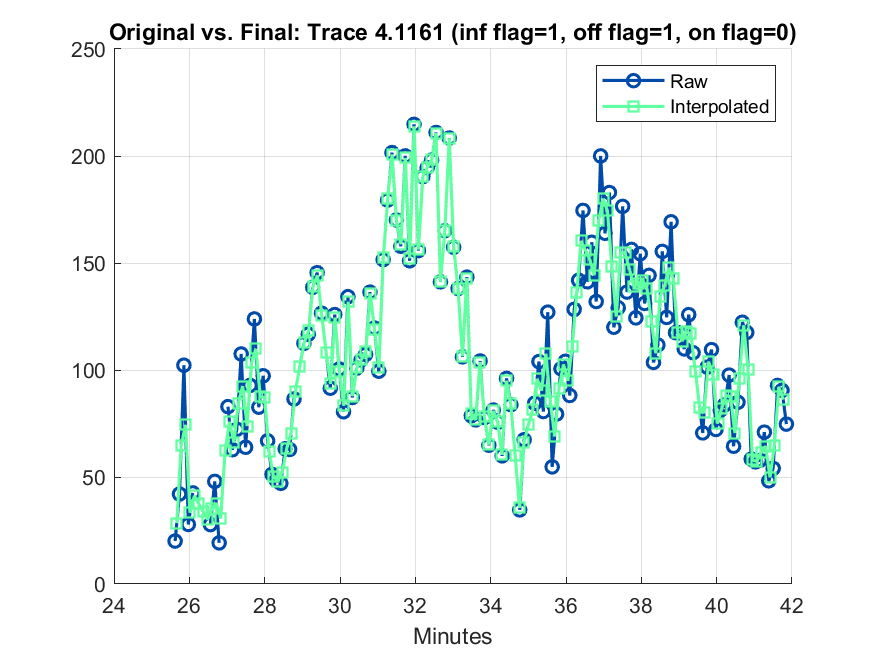 Original vs. Final: Trace 4.1161 (inf flag=1, off flag=1, on flag=0)
250
200
150
100
50
0
Raw
Interpolated
24 26 28 30 32 34 36 38 40 42
Minutes